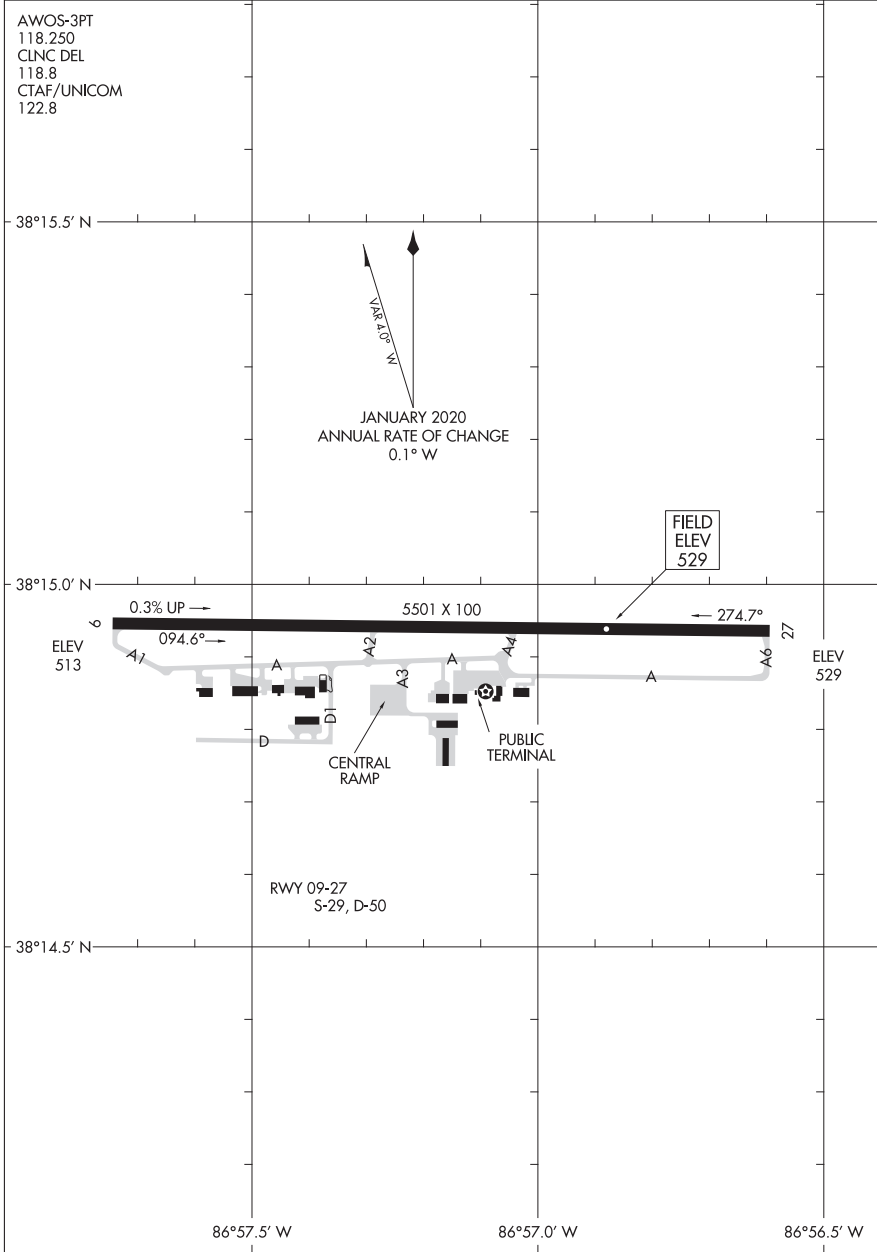 AWOS-3PT
118.250
CLNC DEL
118.8
CTAF/UNICOM
122.8
38°15.5' N
VAR 4.0° W
JANUARY 2020
ANNUAL RATE OF CHANGE
0.1° W
FIELD
ELEV
529
38°15.0' N
9
0.3% UP
5501 X 100
274.7°
27
094.6°
ELEV
513
ELEV
529
A1
A
A2
A3
A
A4
A
A6
D1
D
CENTRAL
RAMP
PUBLIC
TERMINAL
RWY 09-27
S-29, D-50
38°14.5' N
86°57.5' W
86°57.0' W
86°56.5' W